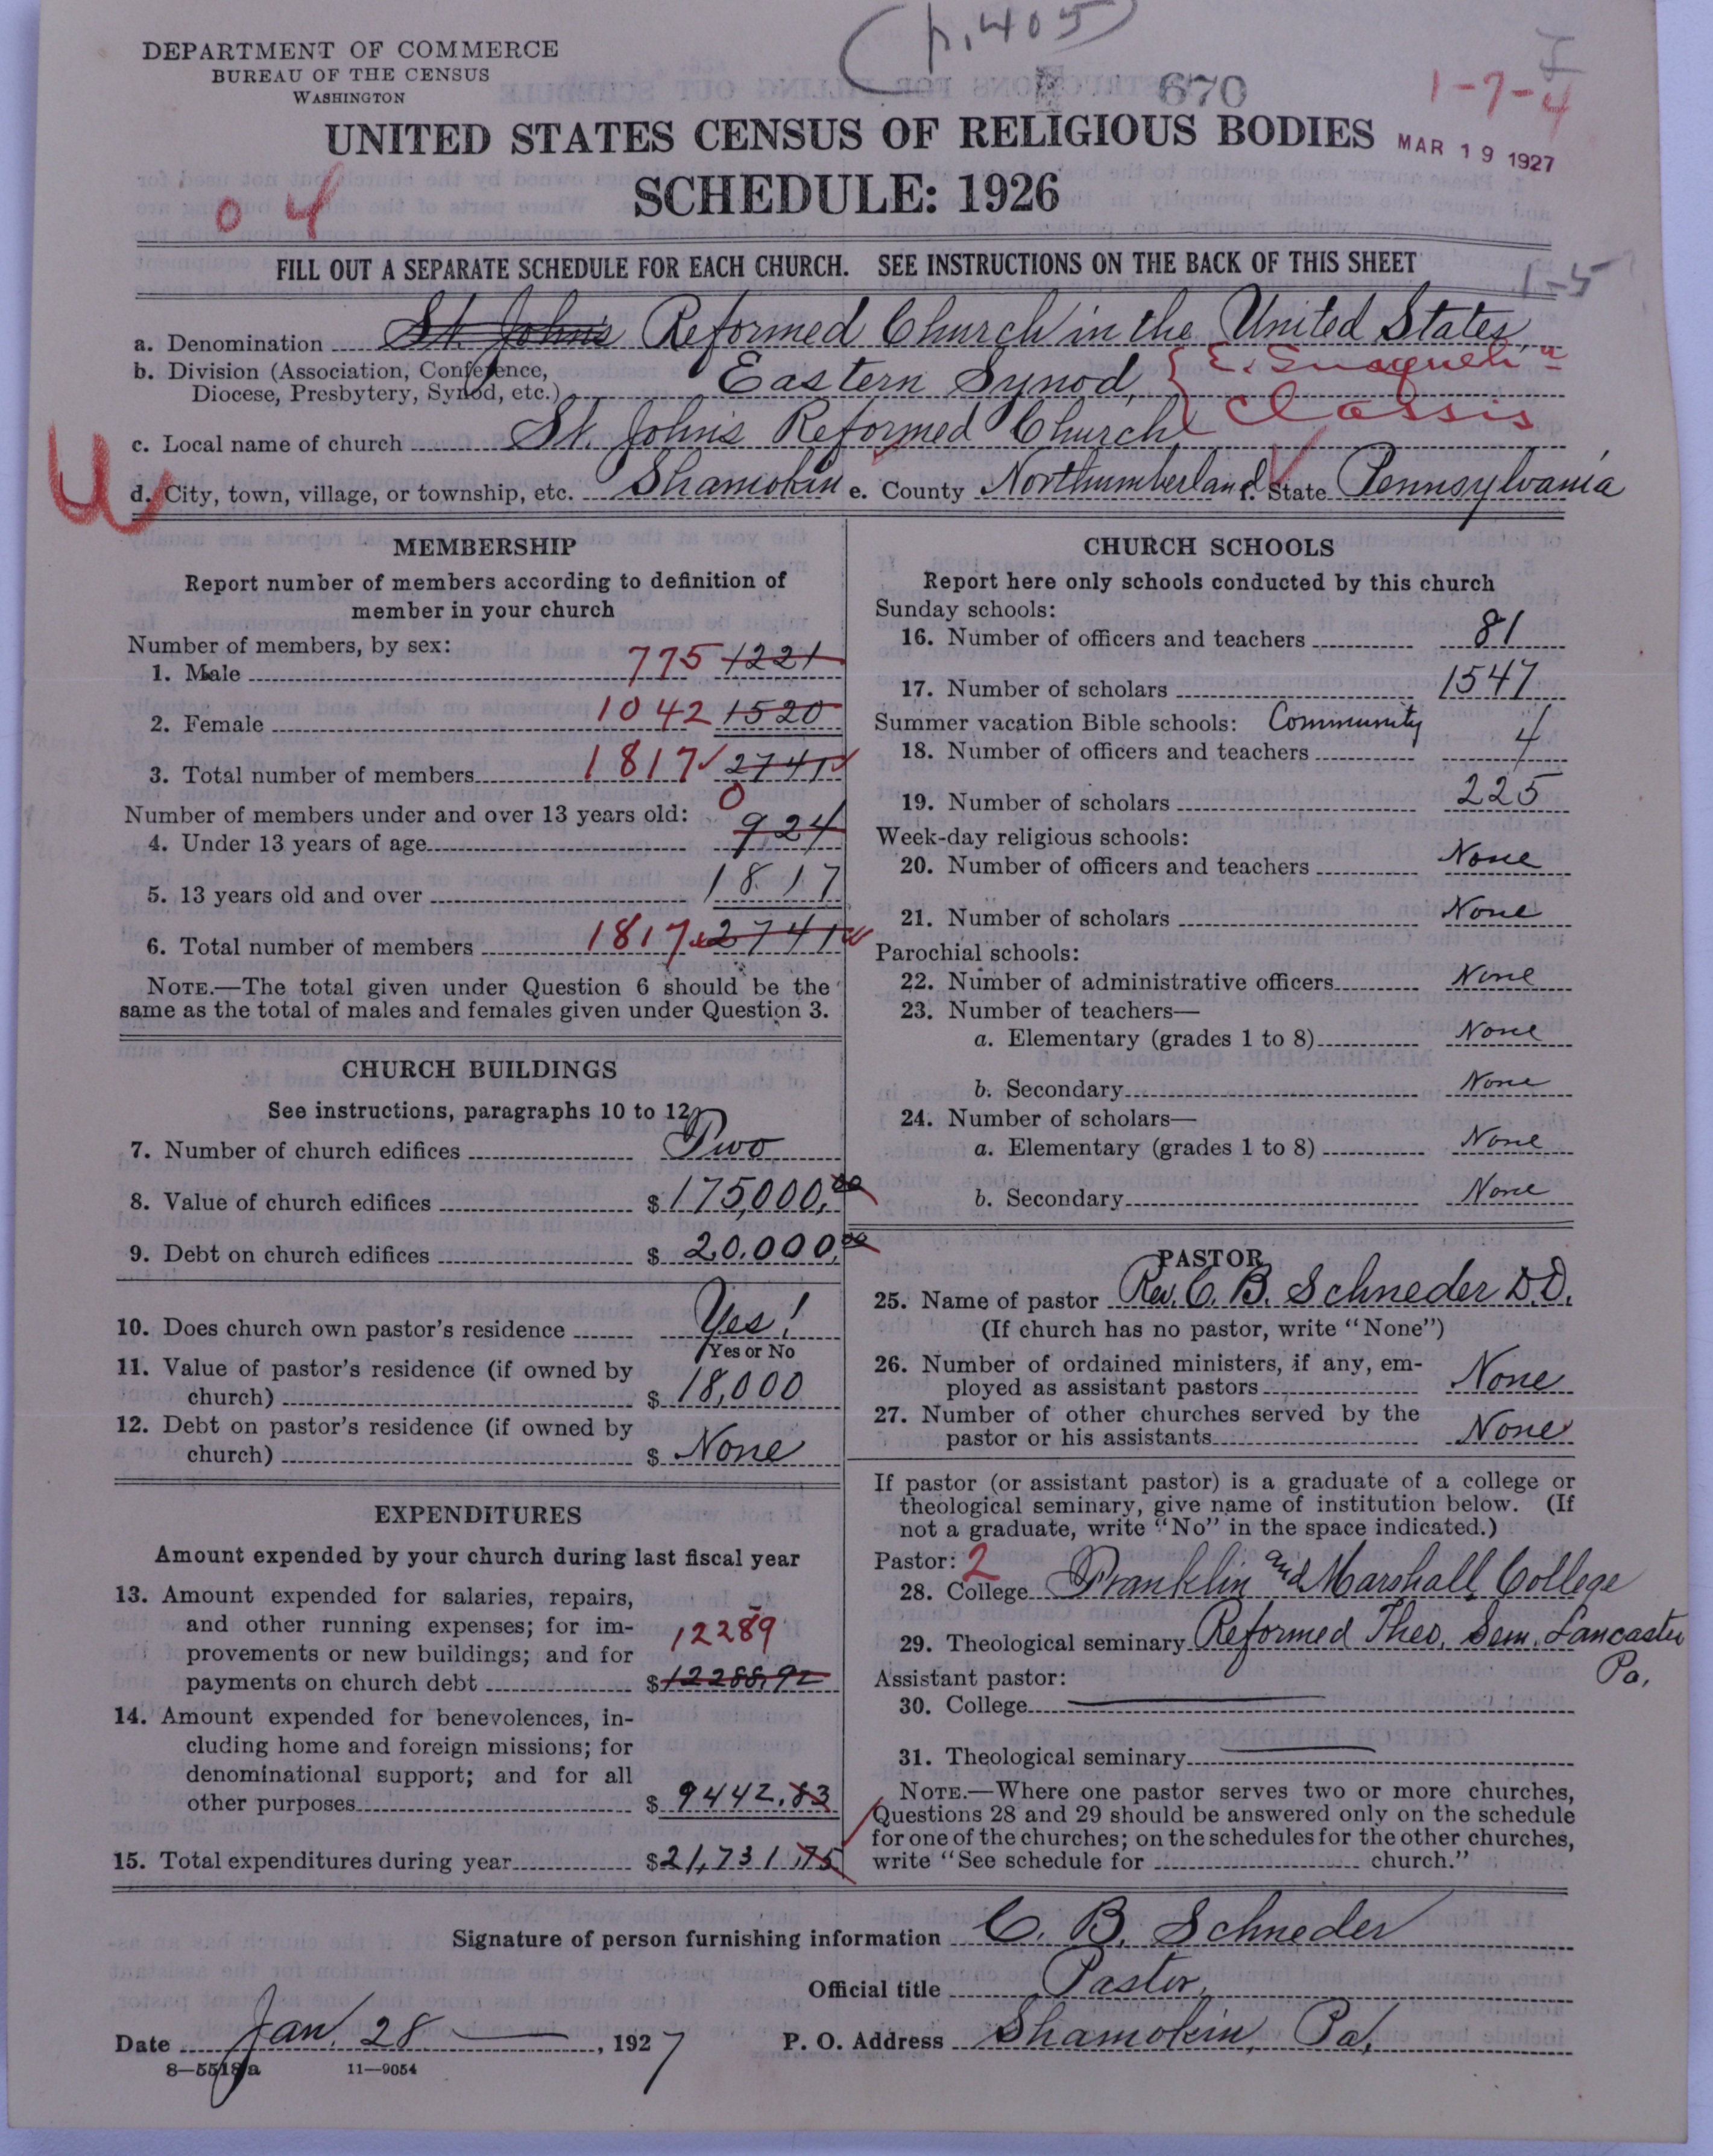 (p. 405)
DEPARTMENT OF COMMERCE
BUREAU OF THE CENSUS
WASHINGTON
670
1-7-4
UNITED STATES CENSUS OF RELIGIOUS BODIES
MAR 19 1927
SCHEDULE: 1926
0 4
FILL OUT A SEPARATE SCHEDULE FOR EACH CHURCH. SEE INSTRUCTIONS ON THE BACK OF THIS SHEET
1-5
a. Denomination St. John's Reformed Church in the United States,
b. Division (Association, Conference, Diocese, Presbytery, Synod, etc.) Eastern Synod, { E. Susqueh'a Classis
c. Local name of church St. John's Reformed Church
d. City, town, village, or township, etc. Shamokin e. County Northumberland f. State Pennsylvania
MEMBERSHIP
Report number of members according to definition of
member in your church
Number of members, by sex:
1. Male 775 1221
2. Female 1042 1520
3. Total number of members 1817 2741
Number of members under and over 13 years old: 0
4. Under 13 years of age 924
5. 13 years old and over 1817
6. Total number of members 1817 2741
NOTE.—The total given under Question 6 should be the
same as the total of males and females given under Question 3.
CHURCH BUILDINGS
See instructions, paragraphs 10 to 12
7. Number of church edifices Two
8. Value of church edifices $175,000.00
9. Debt on church edifices $20,000.00
10. Does church own pastor's residence Yes!
Yes or No
11. Value of pastor's residence (if owned by
church) $18,000
12. Debt on pastor's residence (if owned by
church) $None
EXPENDITURES
Amount expended by your church during last fiscal year
13. Amount expended for salaries, repairs,
and other running expenses; for im-
provements or new buildings; and for 12289
payments on church debt $12288.92
14. Amount expended for benevolences, in-
cluding home and foreign missions; for
denominational support; and for all
other purposes $9442.83
15. Total expenditures during year $21,731.75
CHURCH SCHOOLS
Report here only schools conducted by this church
Sunday schools:
16. Number of officers and teachers 81
17. Number of scholars 1547
Summer vacation Bible schools: Community
18. Number of officers and teachers 4
19. Number of scholars 225
Week-day religious schools:
20. Number of officers and teachers None
21. Number of scholars None
Parochial schools:
22. Number of administrative officers None
23. Number of teachers—
a. Elementary (grades 1 to 8) None
b. Secondary None
24. Number of scholars—
a. Elementary (grades 1 to 8) None
b. Secondary None
PASTOR
25. Name of pastor Rev. C. B. Schneder D.D.
(If church has no pastor, write "None")
26. Number of ordained ministers, if any, em-
ployed as assistant pastors None
27. Number of other churches served by the
pastor or his assistants None
If pastor (or assistant pastor) is a graduate of a college or
theological seminary, give name of institution below. (If
not a graduate, write "No" in the space indicated.)
Pastor: 2
28. College Franklin and Marshall College
29. Theological seminary Reformed Theo. Sem. Lancaster
Pa.
Assistant pastor:
30. College
31. Theological seminary
NOTE.—Where one pastor serves two or more churches,
Questions 28 and 29 should be answered only on the schedule
for one of the churches; on the schedules for the other churches,
write "See schedule for church."
Signature of person furnishing information C. B. Schneder
Official title Pastor,
Date Jan. 28, 1927 P. O. Address Shamokin, Pa.
8—5518a 11—9054